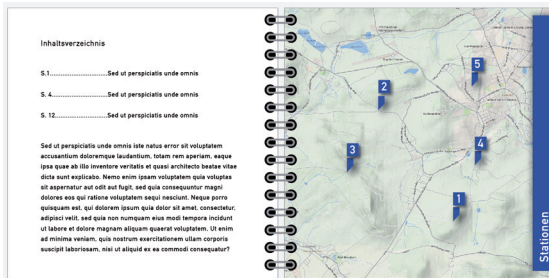 Inhaltsverzeichnis
S.1..............................Sed ut perspiciatis unde omnis
S. 4.............................Sed ut perspiciatis unde omnis
S. 12...........................Sed ut perspiciatis unde omnis
Sed ut perspiciatis unde omnis iste natus error sit voluptatem
accusantium doloremque laudantium, totam rem aperiam, eaque
ipsa quae ab illo inventore veritatis et quasi architecto beatae vitae
dicta sunt explicabo. Nemo enim ipsam voluptatem quia voluptas
sit aspernatur aut odit aut fugit, sed quia consequuntur magni
dolores eos qui ratione voluptatem sequi nesciunt. Neque porro
quisquam est, qui dolorem ipsum quia dolor sit amet, consectetur,
adipisci velit, sed quia non numquam eius modi tempora incidunt
ut labore et dolore magnam aliquam quaerat voluptatem. Ut enim
ad minima veniam, quis nostrum exercitationem ullam corporis
suscipit laboriosam, nisi ut aliquid ex ea commodi consequatur?
5
2
4
3
1
Stationen